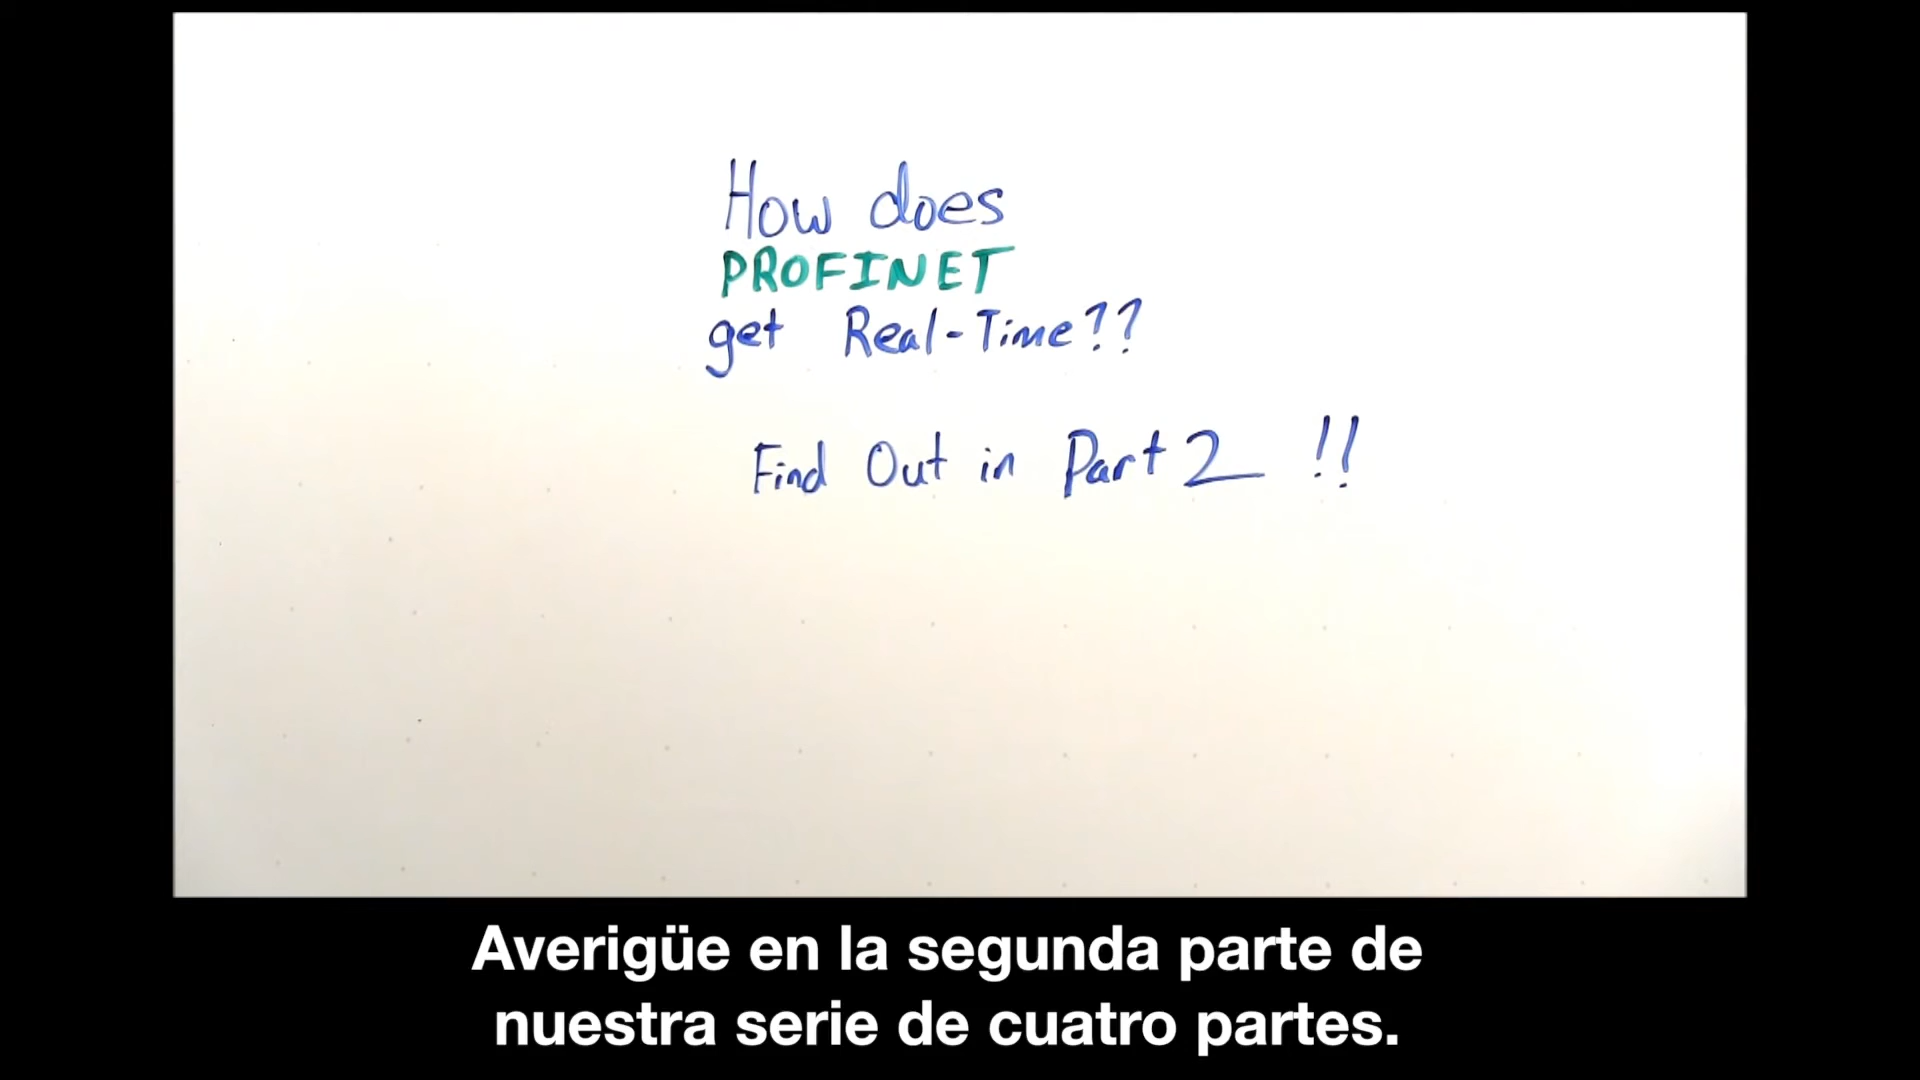 How does
PROFINET
get Real-Time??
Find Out in Part 2 !!
Averigüe en la segunda parte de
nuestra serie de cuatro partes.